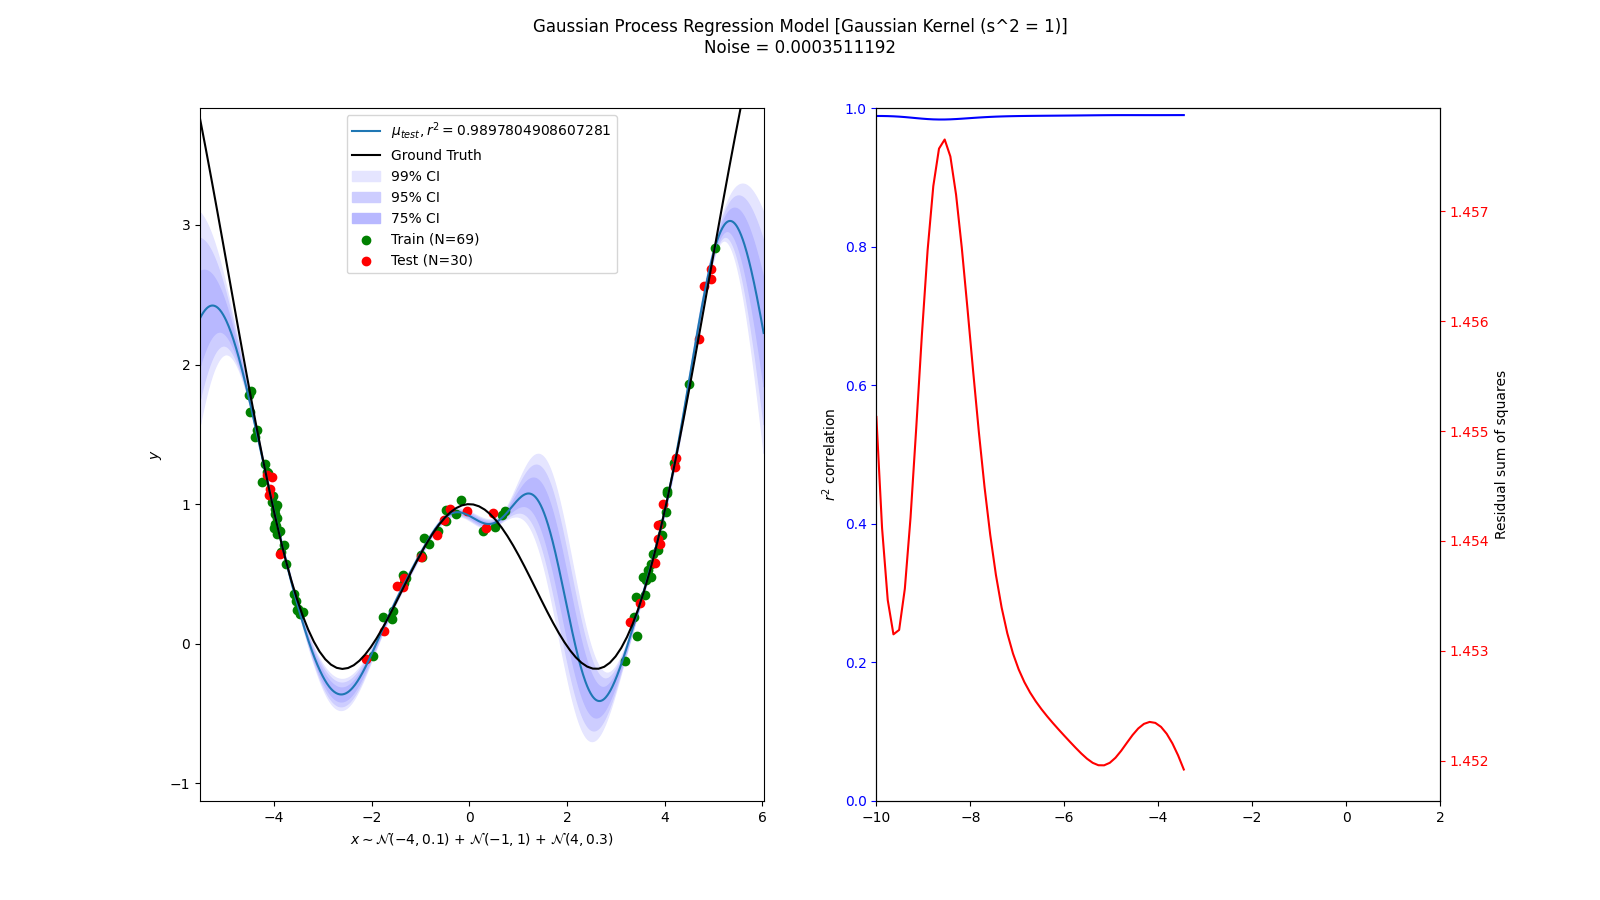 Gaussian Process Regression Model [Gaussian Kernel (s^2 = 1)]
Noise = 0.0003511192
μ_test, r² = 0.9897804908607281
Ground Truth
99% CI
95% CI
75% CI
Train (N=69)
Test (N=30)
3
2
1
0
−1
y
−4
−2
0
2
4
6
x ∼ 𝒩(−4, 0.1) + 𝒩(−1, 1) + 𝒩(4, 0.3)
1.0
0.8
0.6
0.4
0.2
0.0
r² correlation
−10
−8
−6
−4
−2
0
2
1.457
1.456
1.455
1.454
1.453
1.452
Residual sum of squares